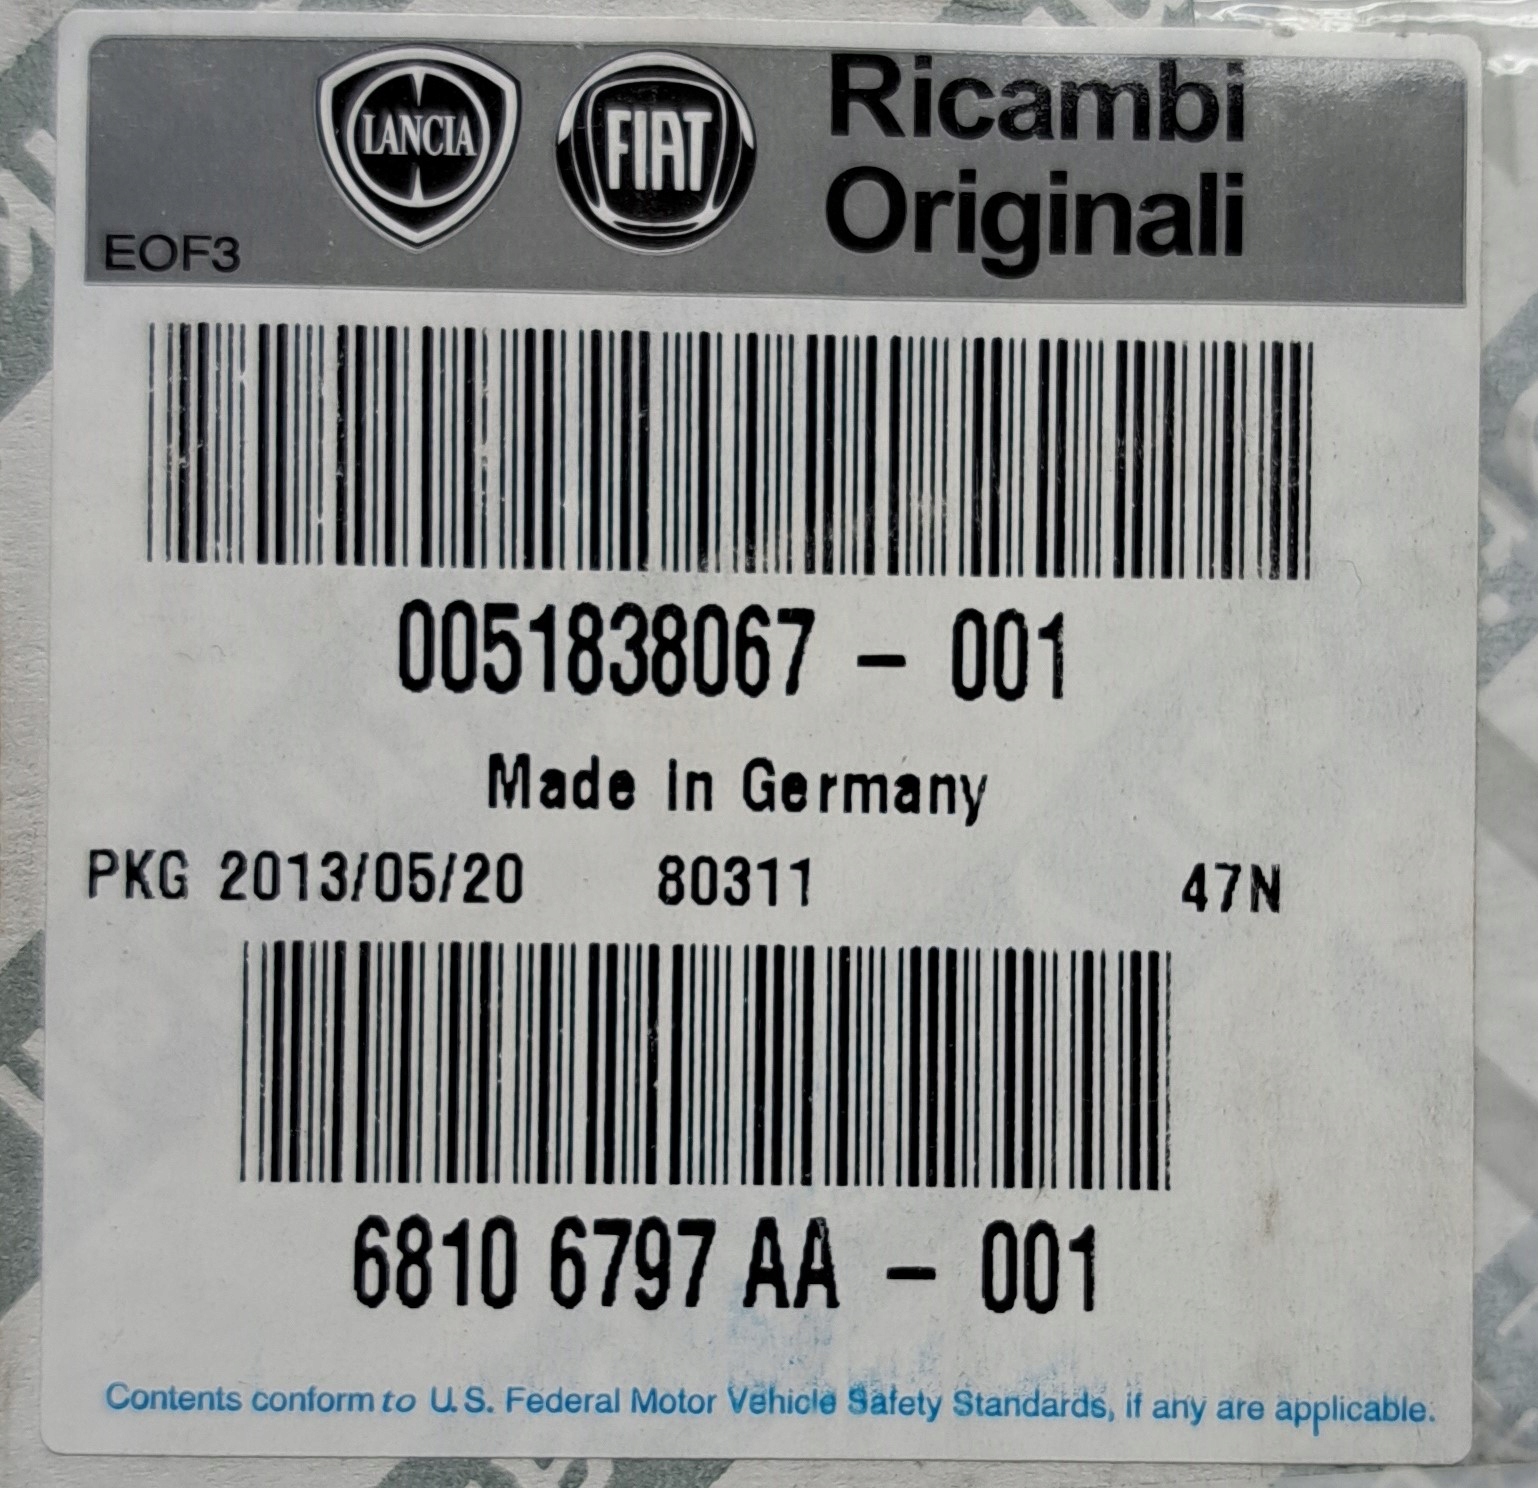 LANCIA FIAT Ricambi
Originali
EOF3
0051838067 - 001
Made in Germany
PKG 2013/05/20 80311 47N
6810 6797 AA - 001
Contents conform to U.S. Federal Motor Vehicle Safety Standards, if any are applicable.